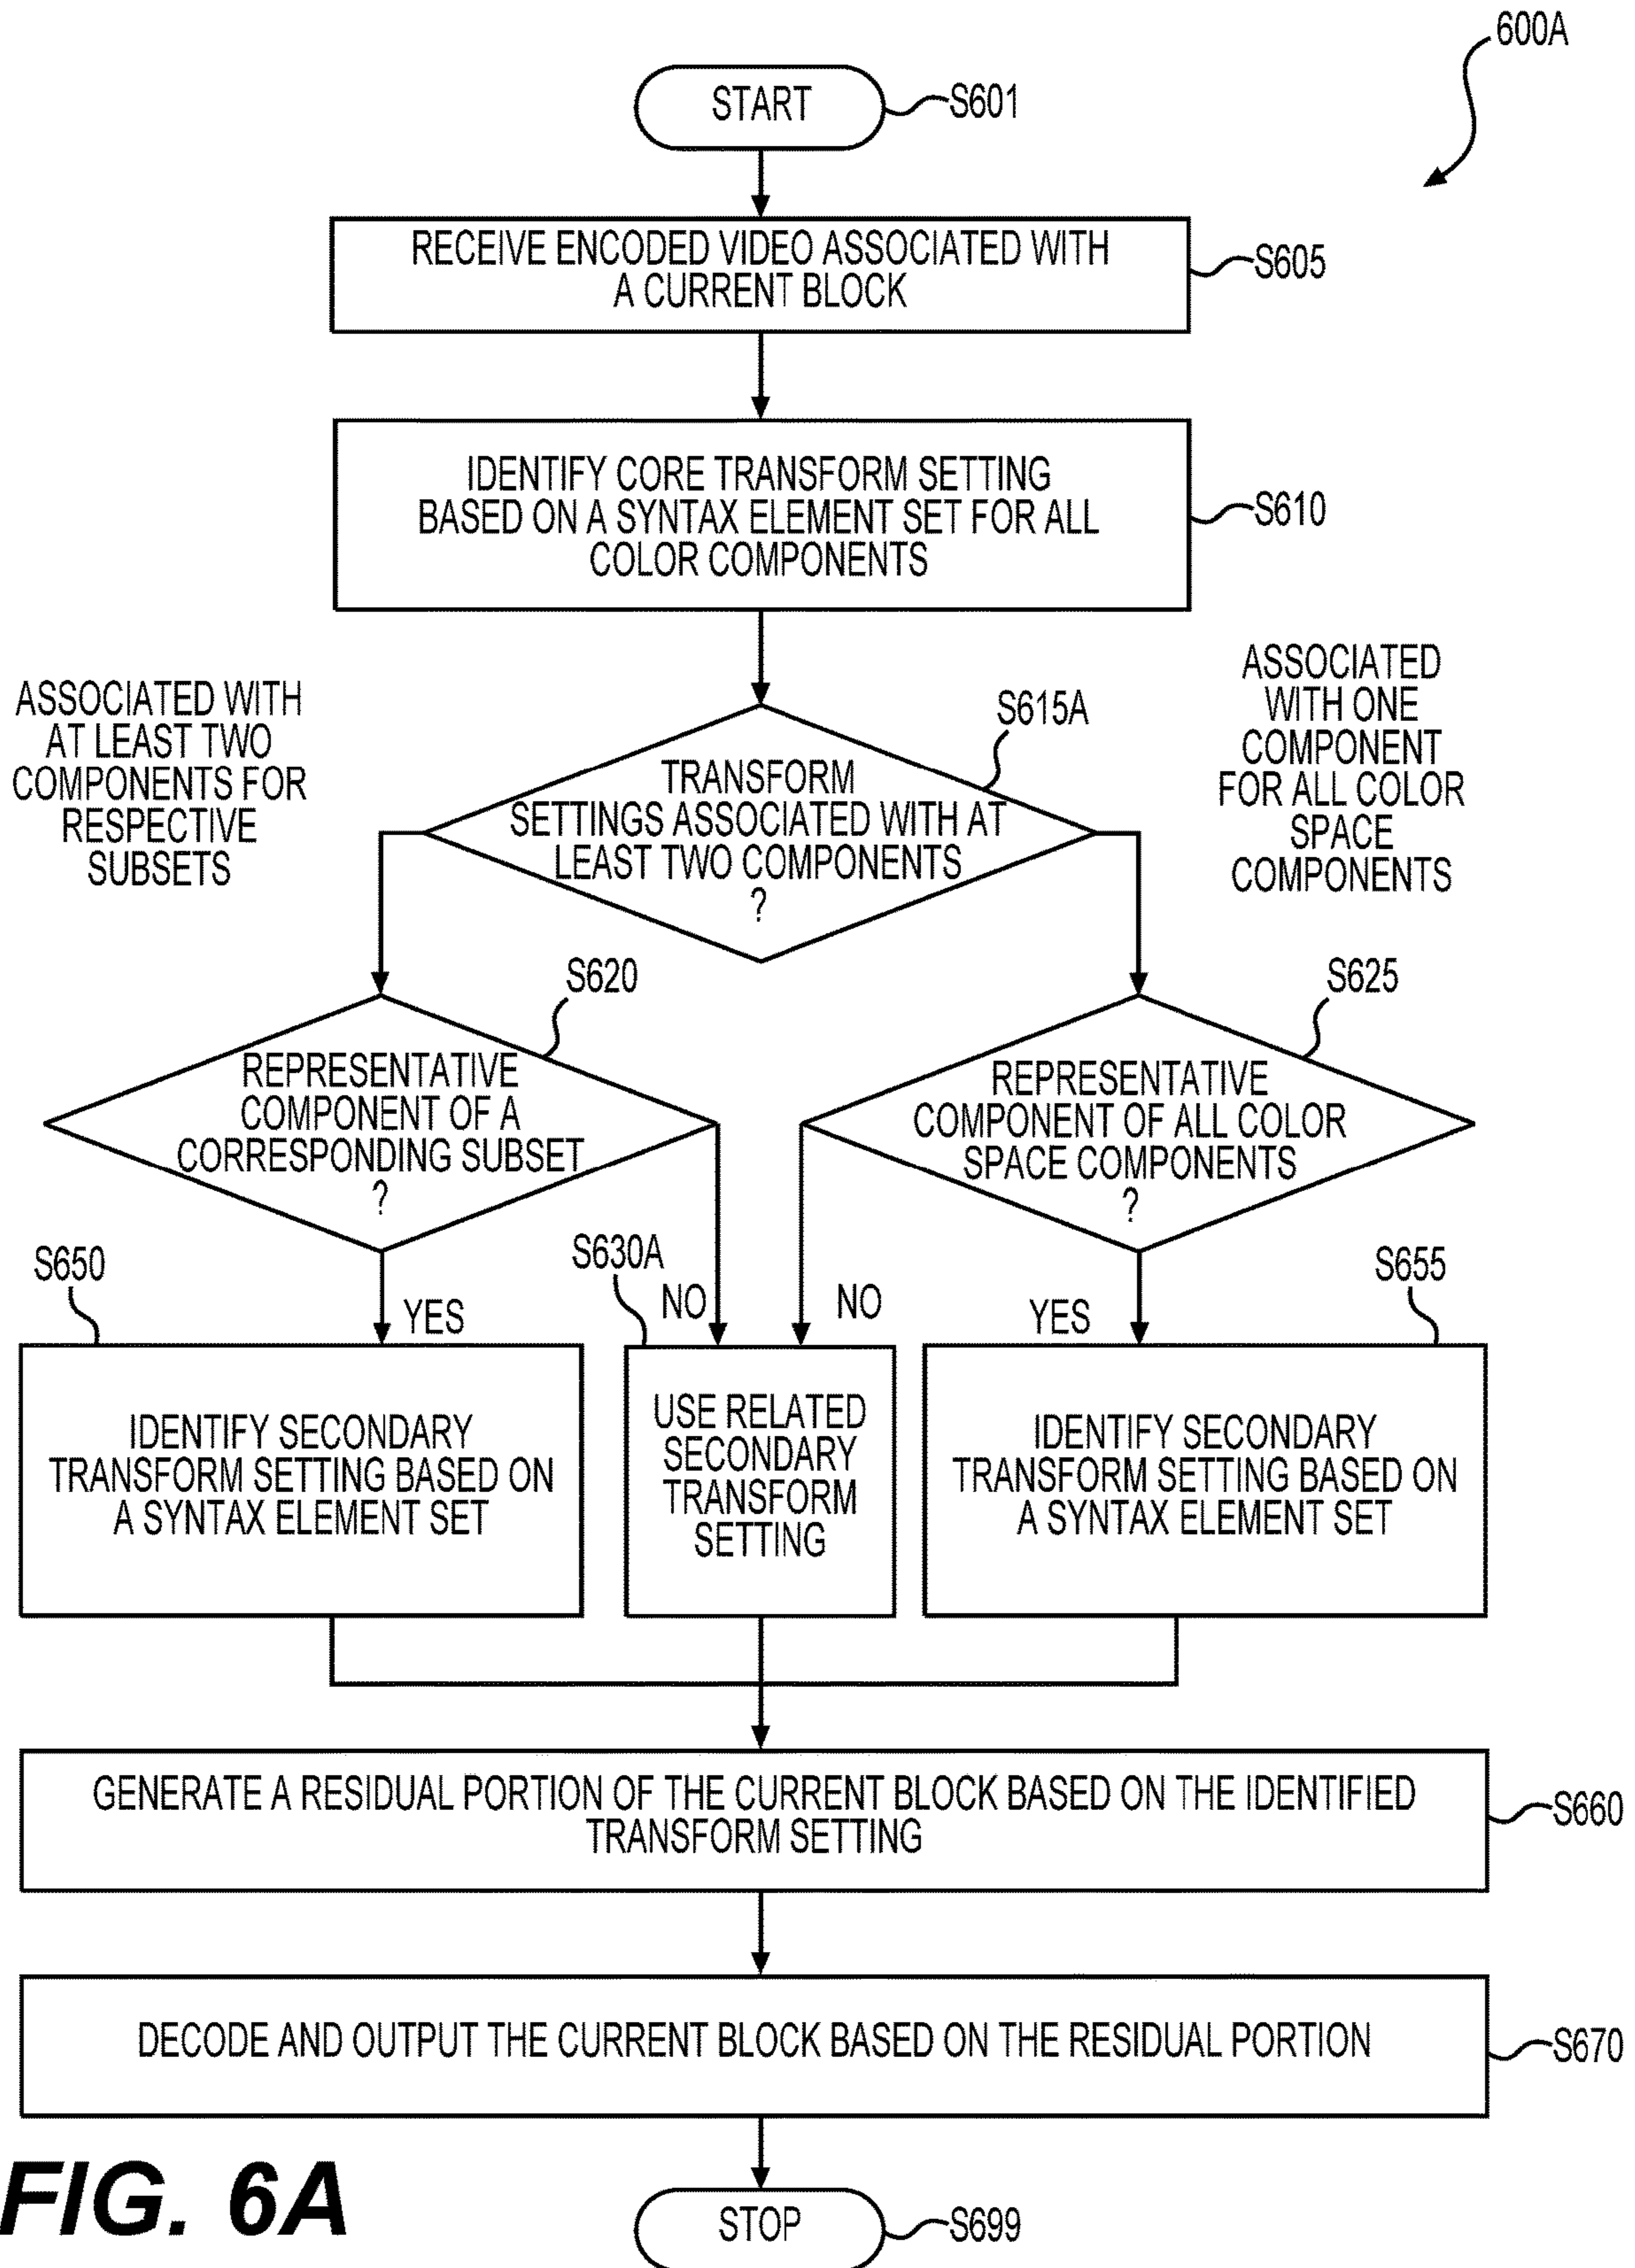 600A
START
S601
RECEIVE ENCODED VIDEO ASSOCIATED WITH
A CURRENT BLOCK
S605
IDENTIFY CORE TRANSFORM SETTING
BASED ON A SYNTAX ELEMENT SET FOR ALL
COLOR COMPONENTS
S610
ASSOCIATED WITH
AT LEAST TWO
COMPONENTS FOR
RESPECTIVE
SUBSETS
S615A
TRANSFORM
SETTINGS ASSOCIATED WITH AT
LEAST TWO COMPONENTS
?
ASSOCIATED
WITH ONE
COMPONENT
FOR ALL COLOR
SPACE
COMPONENTS
S620
REPRESENTATIVE
COMPONENT OF A
CORRESPONDING SUBSET
?
S625
REPRESENTATIVE
COMPONENT OF ALL COLOR
SPACE COMPONENTS
?
S650
YES
S630A
NO
NO
YES
S655
IDENTIFY SECONDARY
TRANSFORM SETTING BASED ON
A SYNTAX ELEMENT SET
USE RELATED
SECONDARY
TRANSFORM
SETTING
IDENTIFY SECONDARY
TRANSFORM SETTING BASED ON
A SYNTAX ELEMENT SET
GENERATE A RESIDUAL PORTION OF THE CURRENT BLOCK BASED ON THE IDENTIFIED
TRANSFORM SETTING
S660
DECODE AND OUTPUT THE CURRENT BLOCK BASED ON THE RESIDUAL PORTION
S670
STOP
S699
FIG. 6A